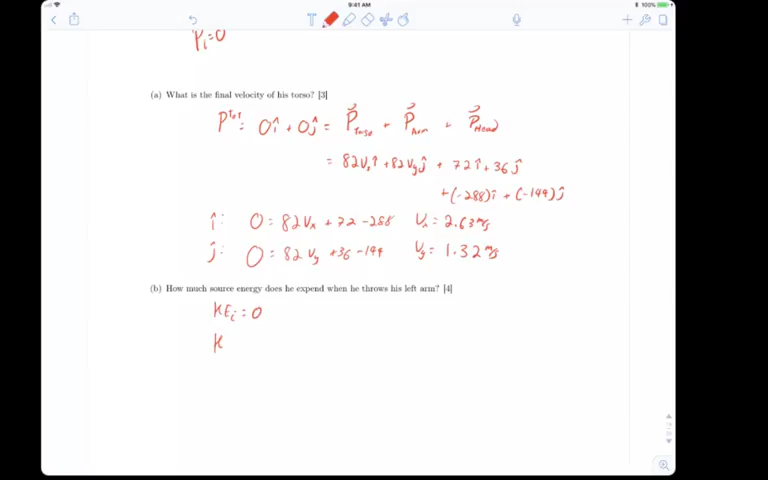 9:41 AM
100%
Pi=0
(a) What is the final velocity of his torso? [3]
P^Tot = 0î + 0ĵ = P⃗Torso + P⃗Arm + P⃗Head
= 82Vxî + 82Vyĵ + 72î + 36ĵ
+ (-288)î + (-144)ĵ
î: 0 = 82Vx + 72 - 288 Vx = 2.63 m/s
ĵ: 0 = 82Vy + 36 - 144 Vy = 1.32 m/s
(b) How much source energy does he expend when he throws his left arm? [4]
KEi = 0
K